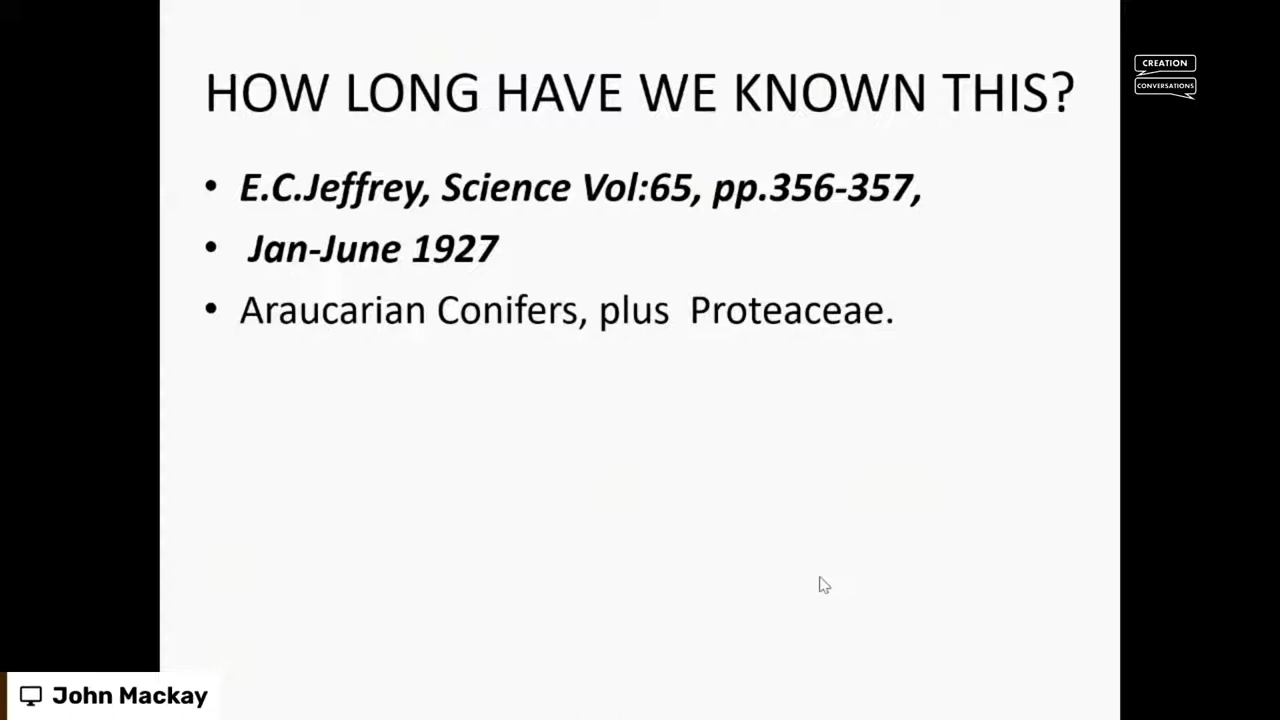 HOW LONG HAVE WE KNOWN THIS?
CREATION
CONVERSATIONS
• E.C.Jeffrey, Science Vol:65, pp.356-357,
• Jan-June 1927
• Araucarian Conifers, plus Proteaceae.
John Mackay